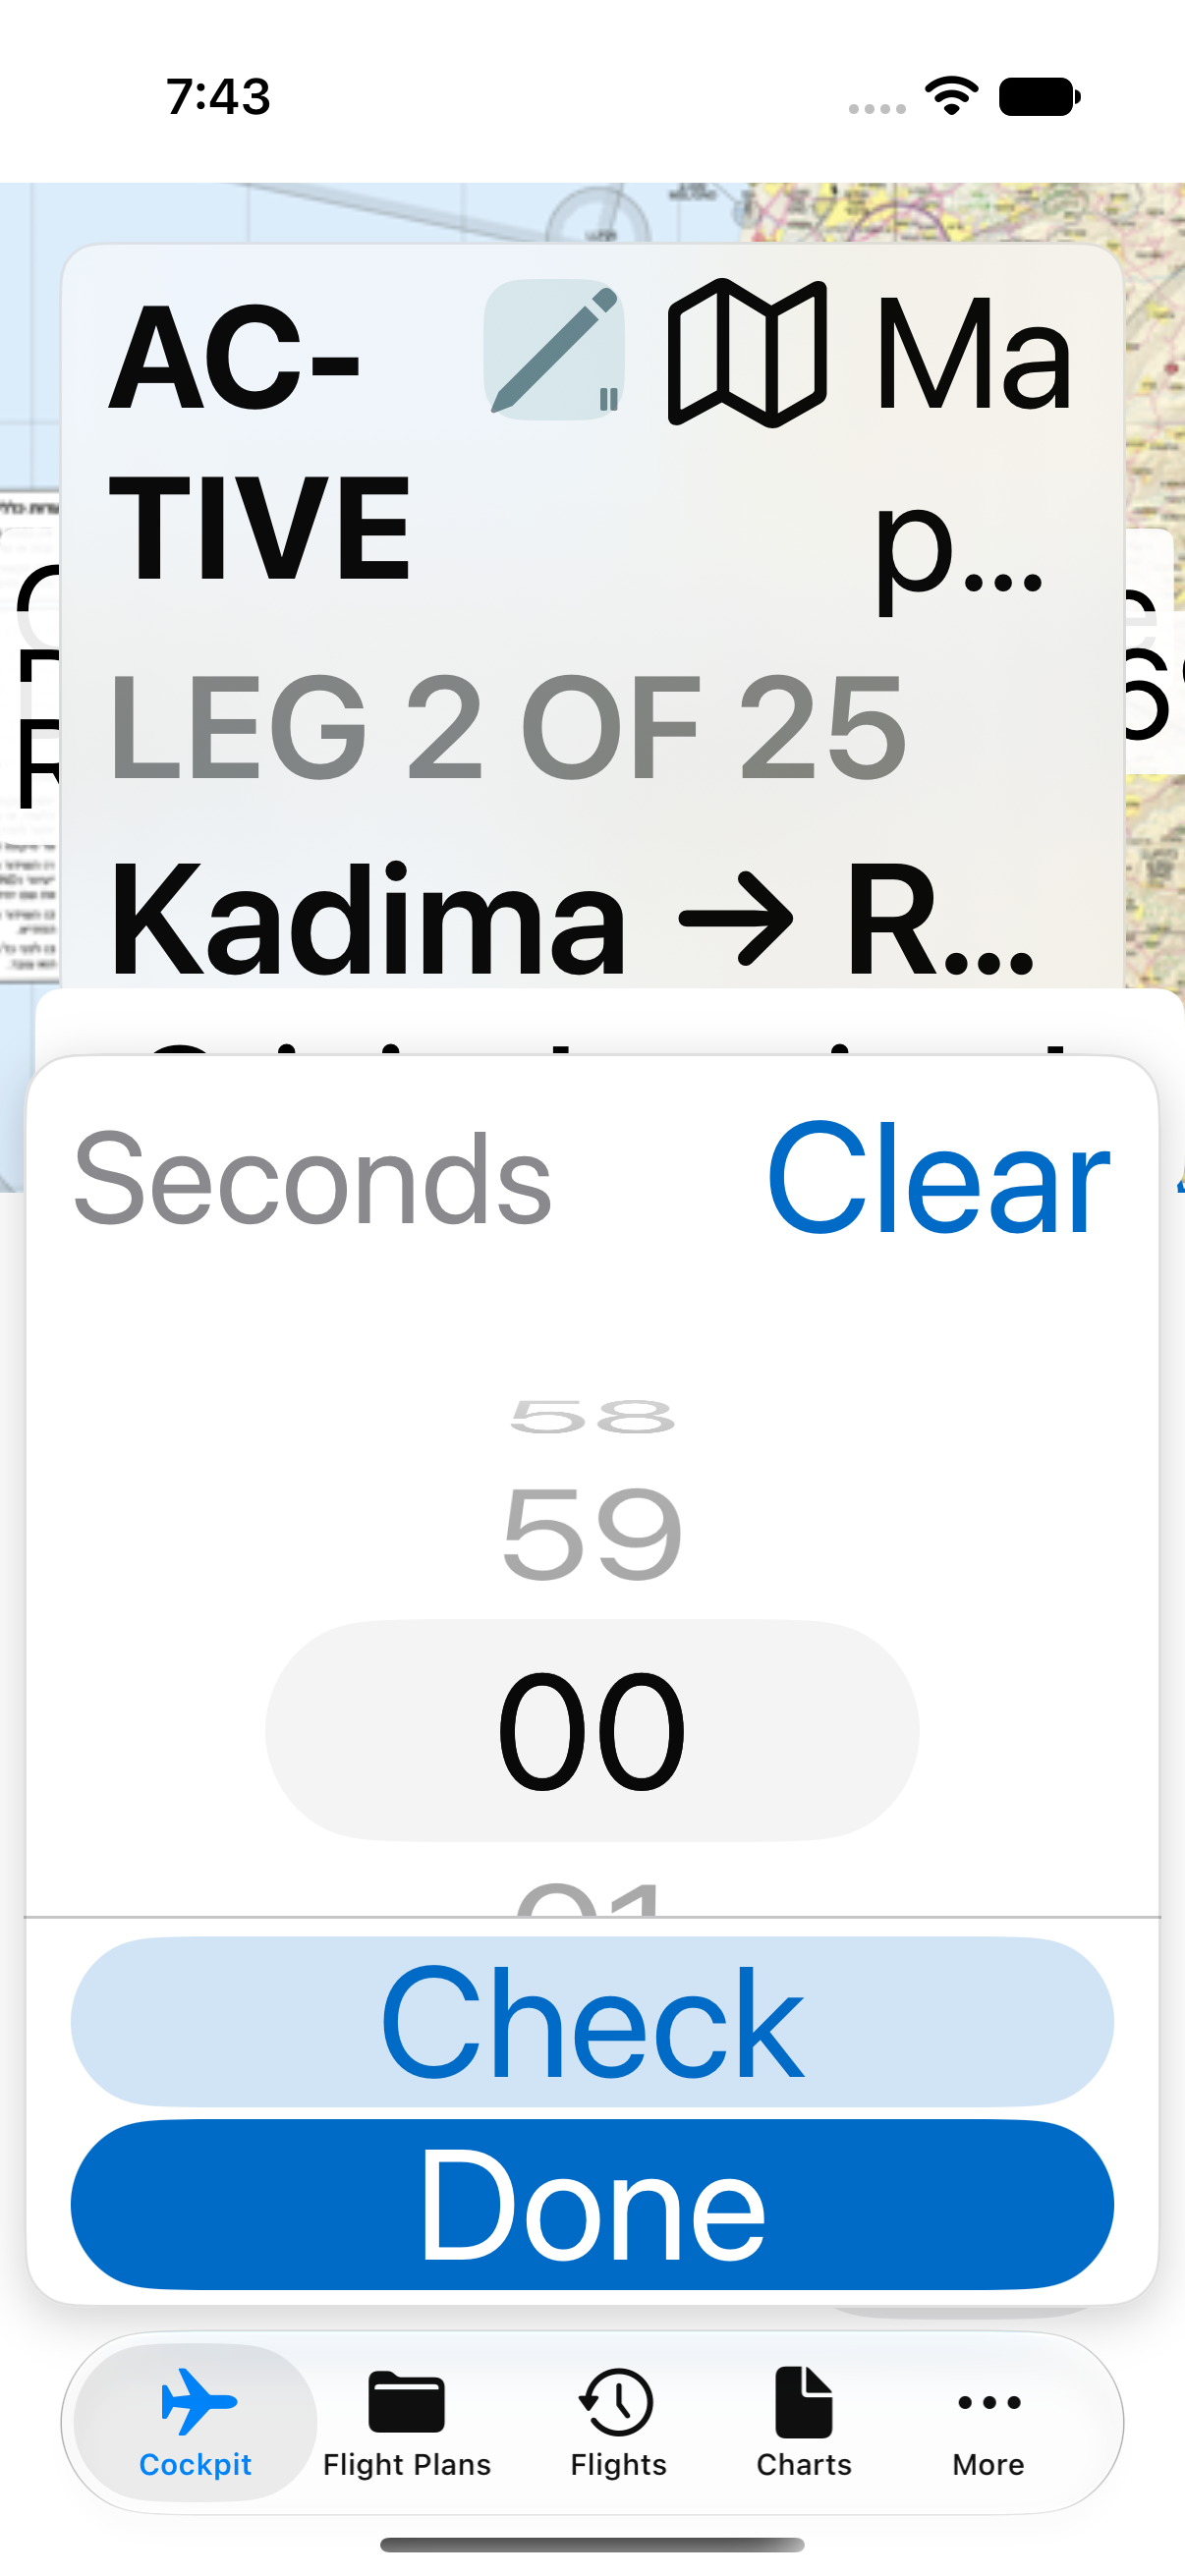 7:43
AC-
TIVE
Ma
p...
LEG 2 OF 25
Kadima → R...
Seconds
Clear
58
59
00
01
Check
Done
Cockpit
Flight Plans
Flights
Charts
More